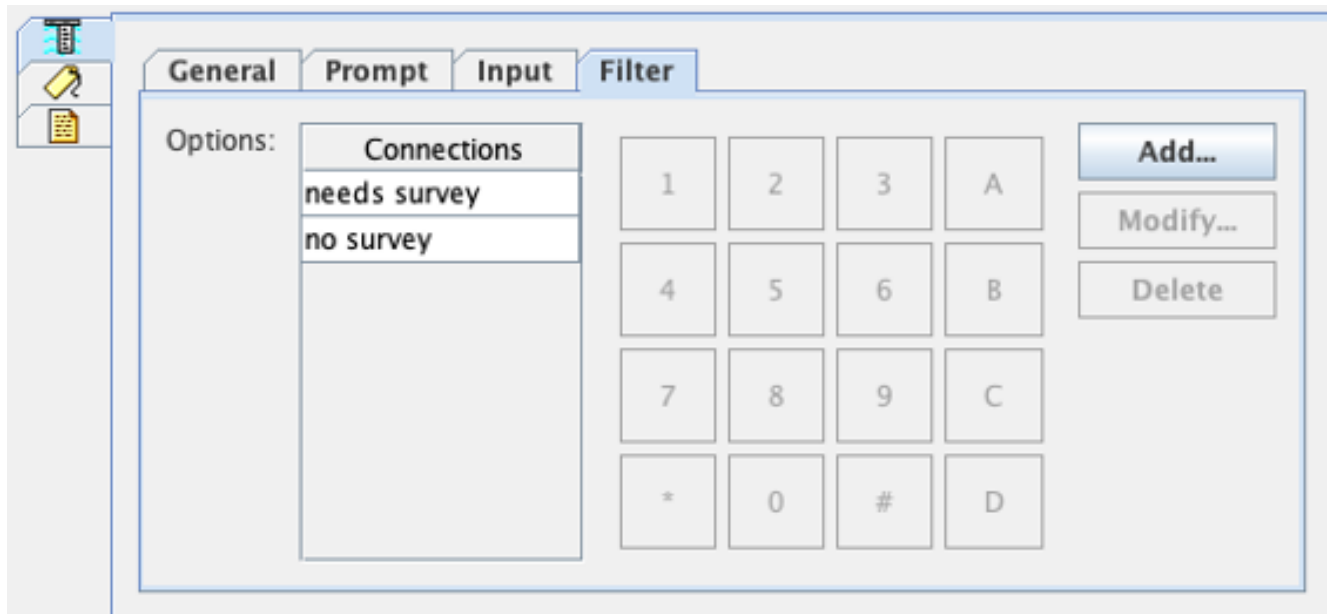 General Prompt Input Filter
Options:
Connections
needs survey
no survey
1 2 3 A
4 5 6 B
7 8 9 C
* 0 # D
Add...
Modify...
Delete